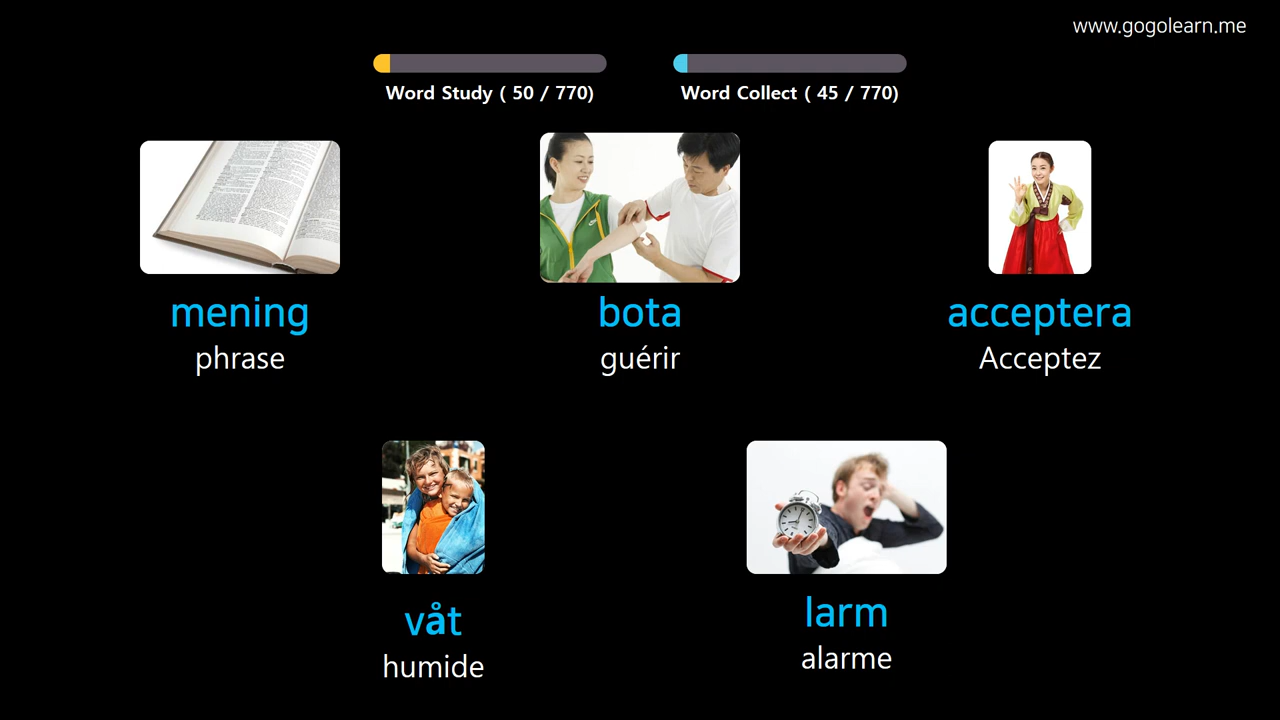 www.gogolearn.me
Word Study ( 50 / 770)
Word Collect ( 45 / 770)
mening
phrase
bota
guérir
acceptera
Acceptez
våt
humide
larm
alarme